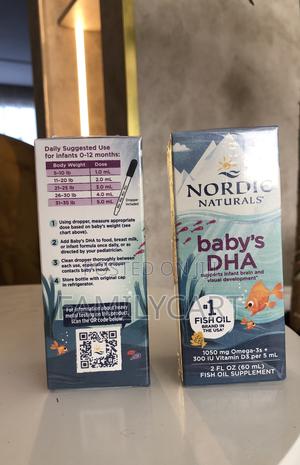 Daily Suggested Use
for Infants 0-12 months:
Body Weight Dose
5-10 lb 1.0 mL
11-20 lb 2.0 mL
21-25 lb 3.0 mL
26-30 lb 4.0 mL
31-35 lb 5.0 mL
Dropper
included
1 Using dropper, measure appropriate
dose based on baby's weight (see
chart above).
2 Add Baby's DHA to food, breast milk,
or infant formula once daily, or as
directed by your pediatrician.
3 Clean dropper thoroughly between
each use, especially if dropper
contacts baby's mouth.
4 Store bottle with original cap
in refrigerator.
For information about heavy
metal testing on this product,
scan the QR code below.
NORDIC
NATURALS
baby's
DHA
supports infant brain and
visual development
#1
FISH OIL
BRAND IN
THE USA
1050 mg Omega-3s +
300 IU Vitamin D3 per 5 mL
2 FL OZ (60 mL)
FISH OIL SUPPLEMENT
POSTED ON
FAMILYCART